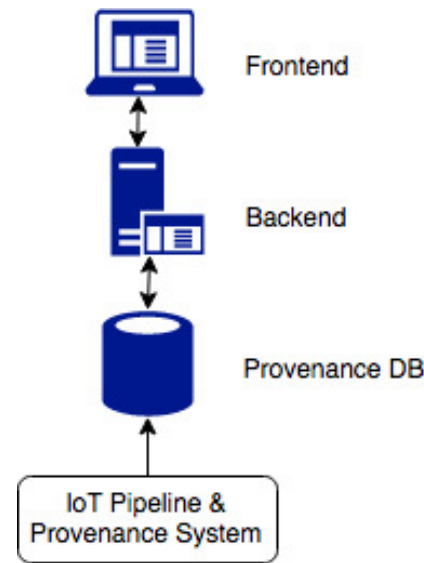 Frontend
Backend
Provenance DB
IoT Pipeline &
Provenance System